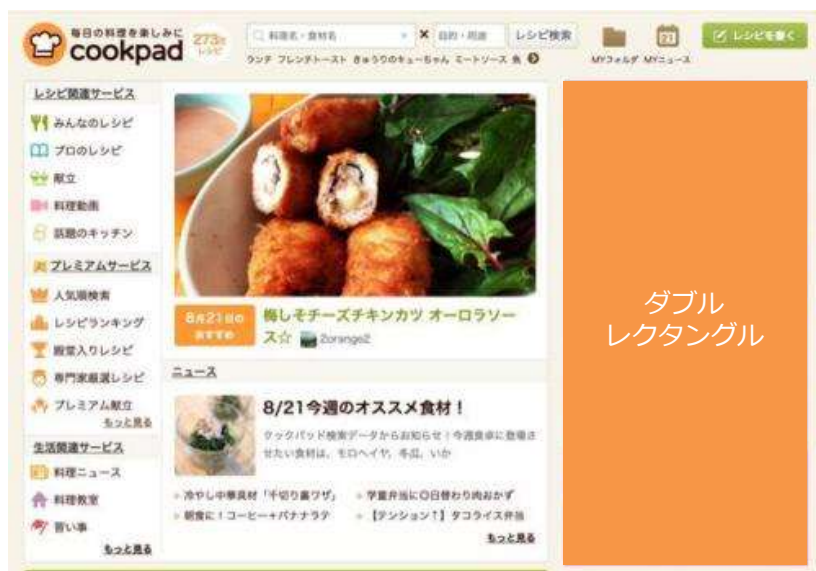 毎日の料理を楽しみに
cookpad
273万
レシピ
料理名・食材名
×
目的・用途
レシピ検索
ランチ フレンチトースト きゅうりのキューちゃん ミートソース 魚
MYフォルダ
MYニュース
レシピを書く
レシピ関連サービス
みんなのレシピ
プロのレシピ
献立
料理動画
話題のキッチン
プレミアムサービス
人気順検索
レシピランキング
殿堂入りレシピ
専門家厳選レシピ
プレミアム献立
もっと見る
生活関連サービス
料理ニュース
料理教室
習い事
もっと見る
8月21日の
おすすめ
梅しそチーズチキンカツ オーロラソー
ス☆ 2orange2
ニュース
8/21今週のオススメ食材！
クックパッド検索データからお知らせ！今週食卓に登場さ
せたい食材は、モロヘイヤ、冬瓜、いか
冷やし中華具材「千切り裏ワザ」
学童弁当に◎日替わり肉おかず
朝食に！コーヒー+バナナラテ
【テンション↑】タコライス弁当
もっと見る
ダブル
レクタングル